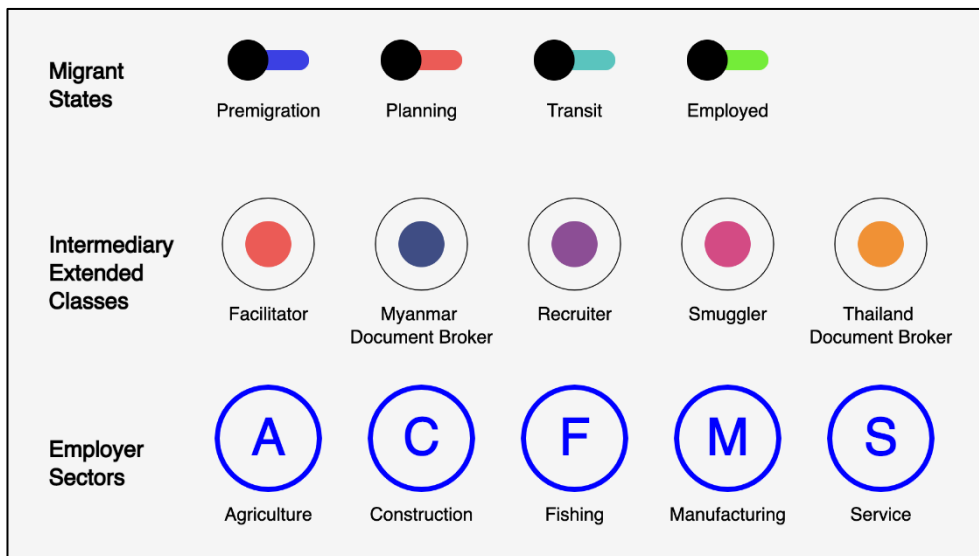 Migrant
States
Premigration
Planning
Transit
Employed
Intermediary
Extended
Classes
Facilitator
Myanmar
Document Broker
Recruiter
Smuggler
Thailand
Document Broker
Employer
Sectors
A
C
F
M
S
Agriculture
Construction
Fishing
Manufacturing
Service